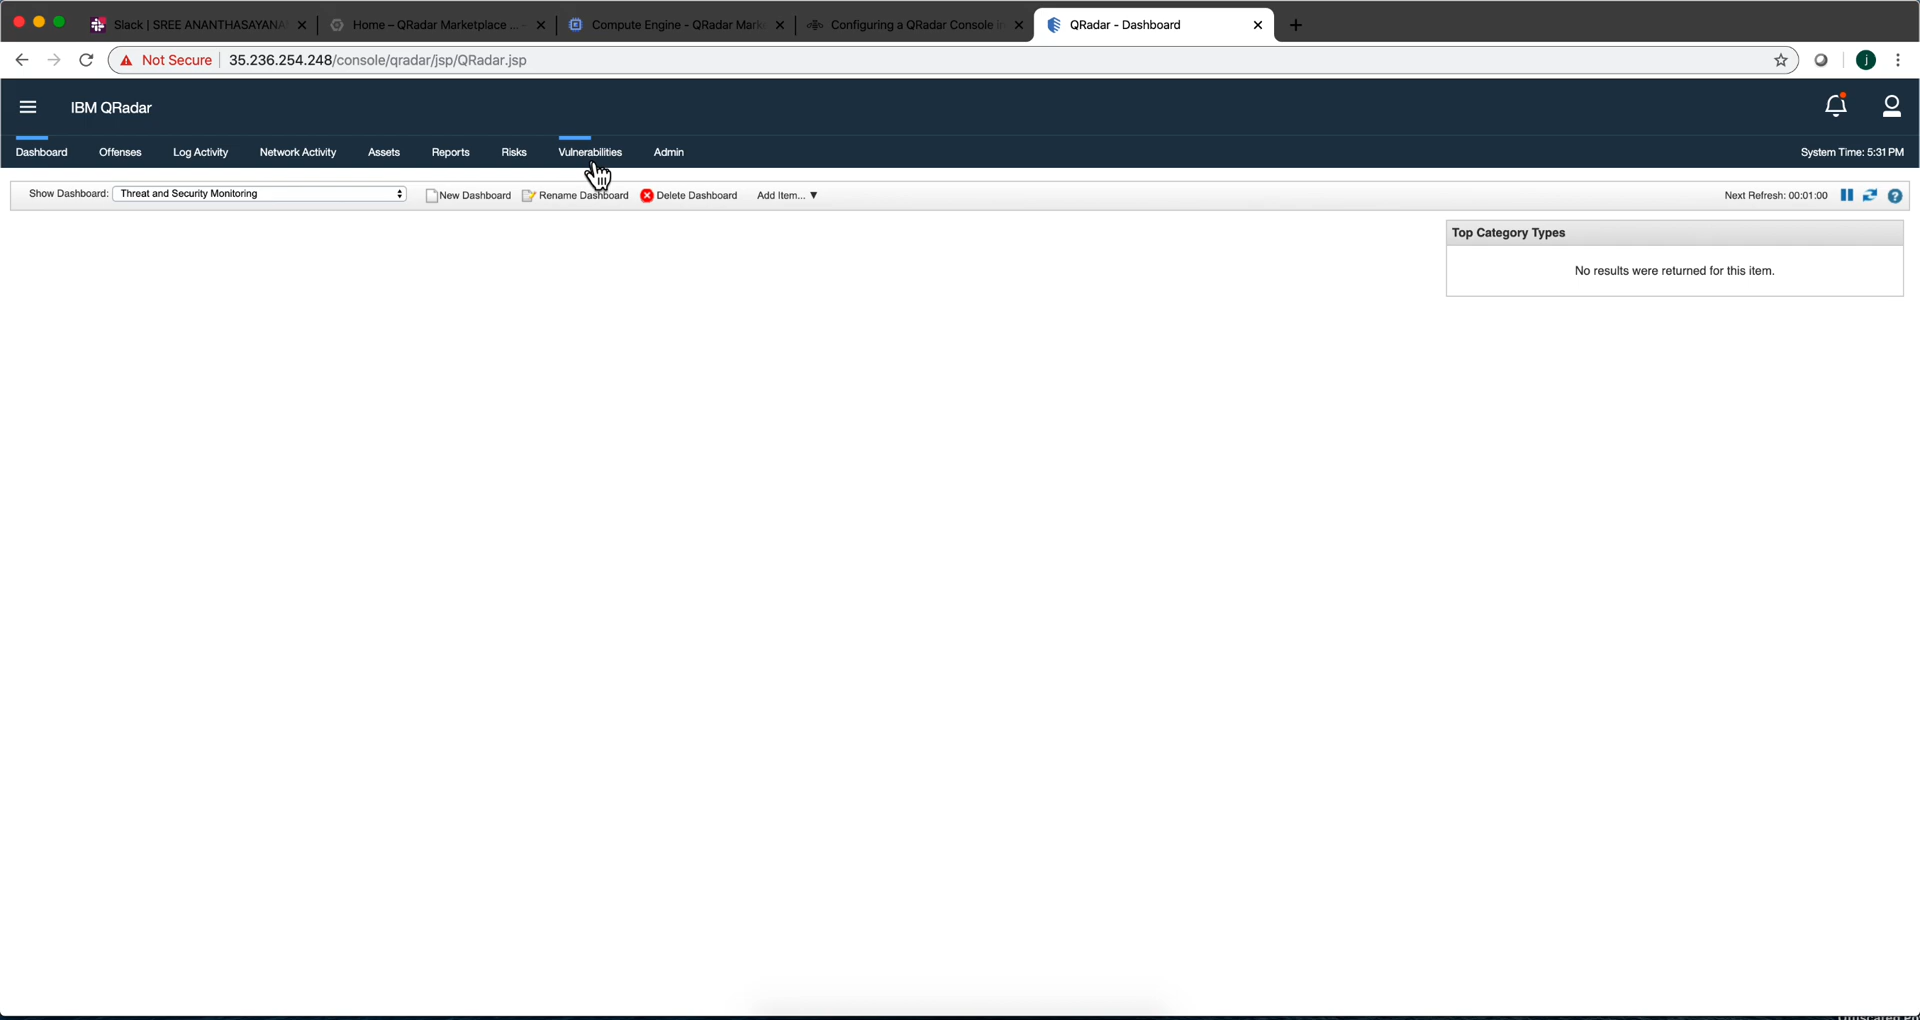 Slack | SREE ANANTHASAYANA
Home – QRadar Marketplace ... -
Compute Engine - QRadar Mark
Configuring a QRadar Console in
QRadar - Dashboard
Not Secure 35.236.254.248/console/qradar/jsp/QRadar.jsp
j
IBM QRadar
Dashboard Offenses Log Activity Network Activity Assets Reports Risks Vulnerabilities Admin System Time: 5:31 PM
Show Dashboard: Threat and Security Monitoring New Dashboard Rename Dashboard Delete Dashboard Add Item... ▼ Next Refresh: 00:01:00
Top Category Types
No results were returned for this item.